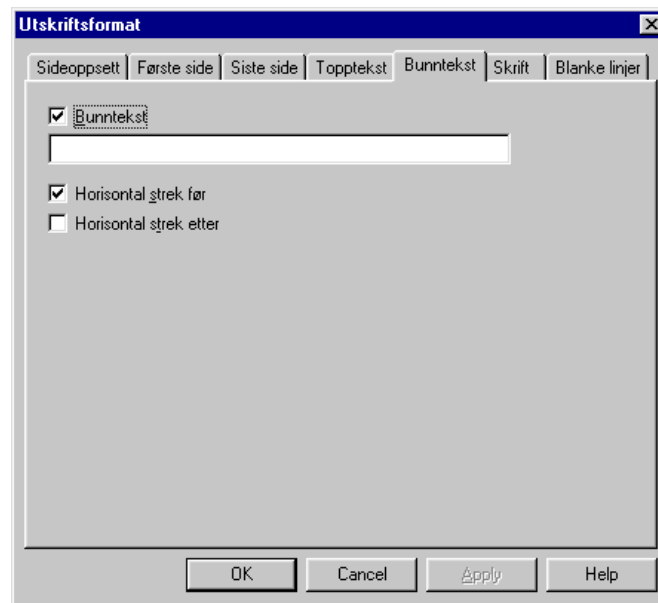 Utskriftsformat
Sideoppsett Første side Siste side Topptekst Bunntekst Skrift Blanke linjer
Bunntekst
Horisontal strek før
Horisontal strek etter
OK Cancel Apply Help